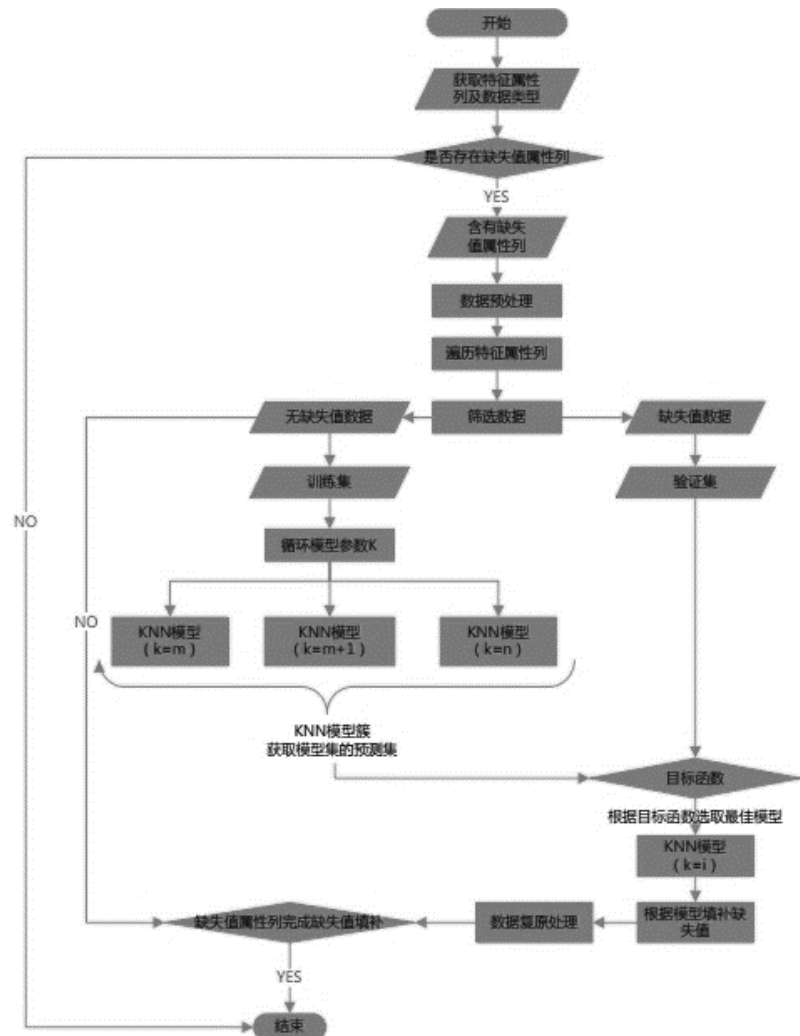 开始
获取特征属性
列及数据类型
是否存在缺失值属性列
YES
含有缺失
值属性列
数据预处理
遍历特征属性列
无缺失值数据
筛选数据
缺失值数据
训练集
验证集
NO
循环模型参数K
NO
KNN模型
(k=m)
KNN模型
(k=m+1)
KNN模型
(k=n)
KNN模型簇
获取模型集的预测集
目标函数
根据目标函数选取最佳模型
KNN模型
(k=i)
缺失值属性列完成缺失值填补
数据复原处理
根据模型填补缺
失值
YES
结束